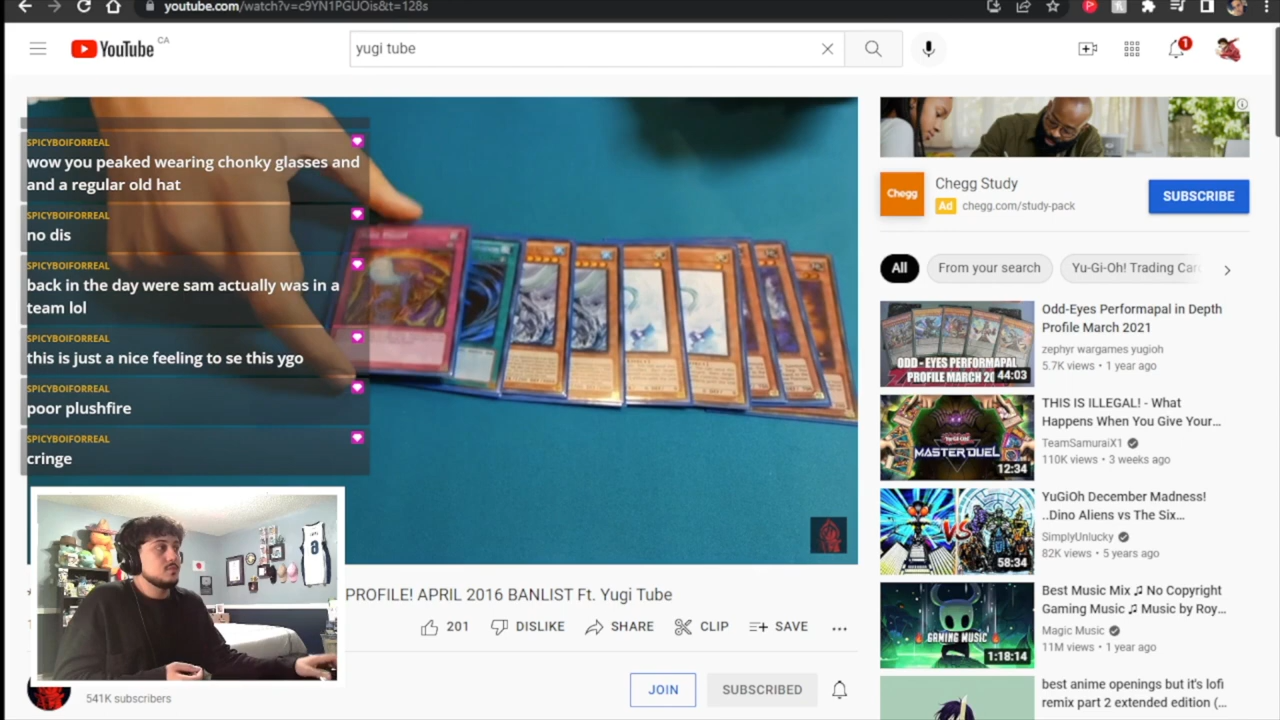 youtube.com/watch?v=c9YN1PGUOis&t=128s
YouTube CA
yugi tube
1
SPICYBOIFORREAL
wow you peaked wearing chonky glasses and
and a regular old hat
SPICYBOIFORREAL
no dis
SPICYBOIFORREAL
back in the day were sam actually was in a
team lol
SPICYBOIFORREAL
this is just a nice feeling to se this ygo
SPICYBOIFORREAL
poor plushfire
SPICYBOIFORREAL
cringe
8
PROFILE! APRIL 2016 BANLIST Ft. Yugi Tube
201
DISLIKE
SHARE
CLIP
SAVE
541K subscribers
JOIN
SUBSCRIBED
Chegg
Chegg Study
Ad chegg.com/study-pack
SUBSCRIBE
All
From your search
Yu-Gi-Oh! Trading Car
ODD-EYES PERFORMAPAL
PROFILE MARCH 20
44:03
Odd-Eyes Performapal in Depth
Profile March 2021
zephyr wargames yugioh
5.7K views • 1 year ago
Yu-Gi-Oh!
MASTER DUEL
12:34
THIS IS ILLEGAL! - What
Happens When You Give Your...
TeamSamuraiX1
110K views • 3 weeks ago
VS
58:34
YuGiOh December Madness!
..Dino Aliens vs The Six...
SimplyUnlucky
82K views • 5 years ago
GAMING MUSIC
1:18:14
Best Music Mix ♫ No Copyright
Gaming Music ♫ Music by Roy...
Magic Music
11M views • 1 year ago
best anime openings but it's lofi
remix part 2 extended edition (...